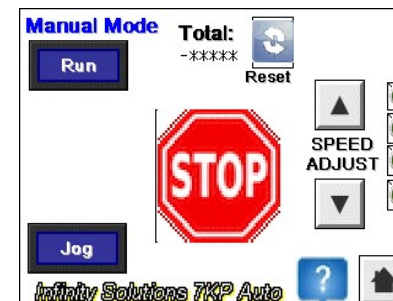 Manual Mode
Total:
-*****
Run
Reset
STOP
SPEED
ADJUST
Jog
Infinity Solutions 7KP Auto
?